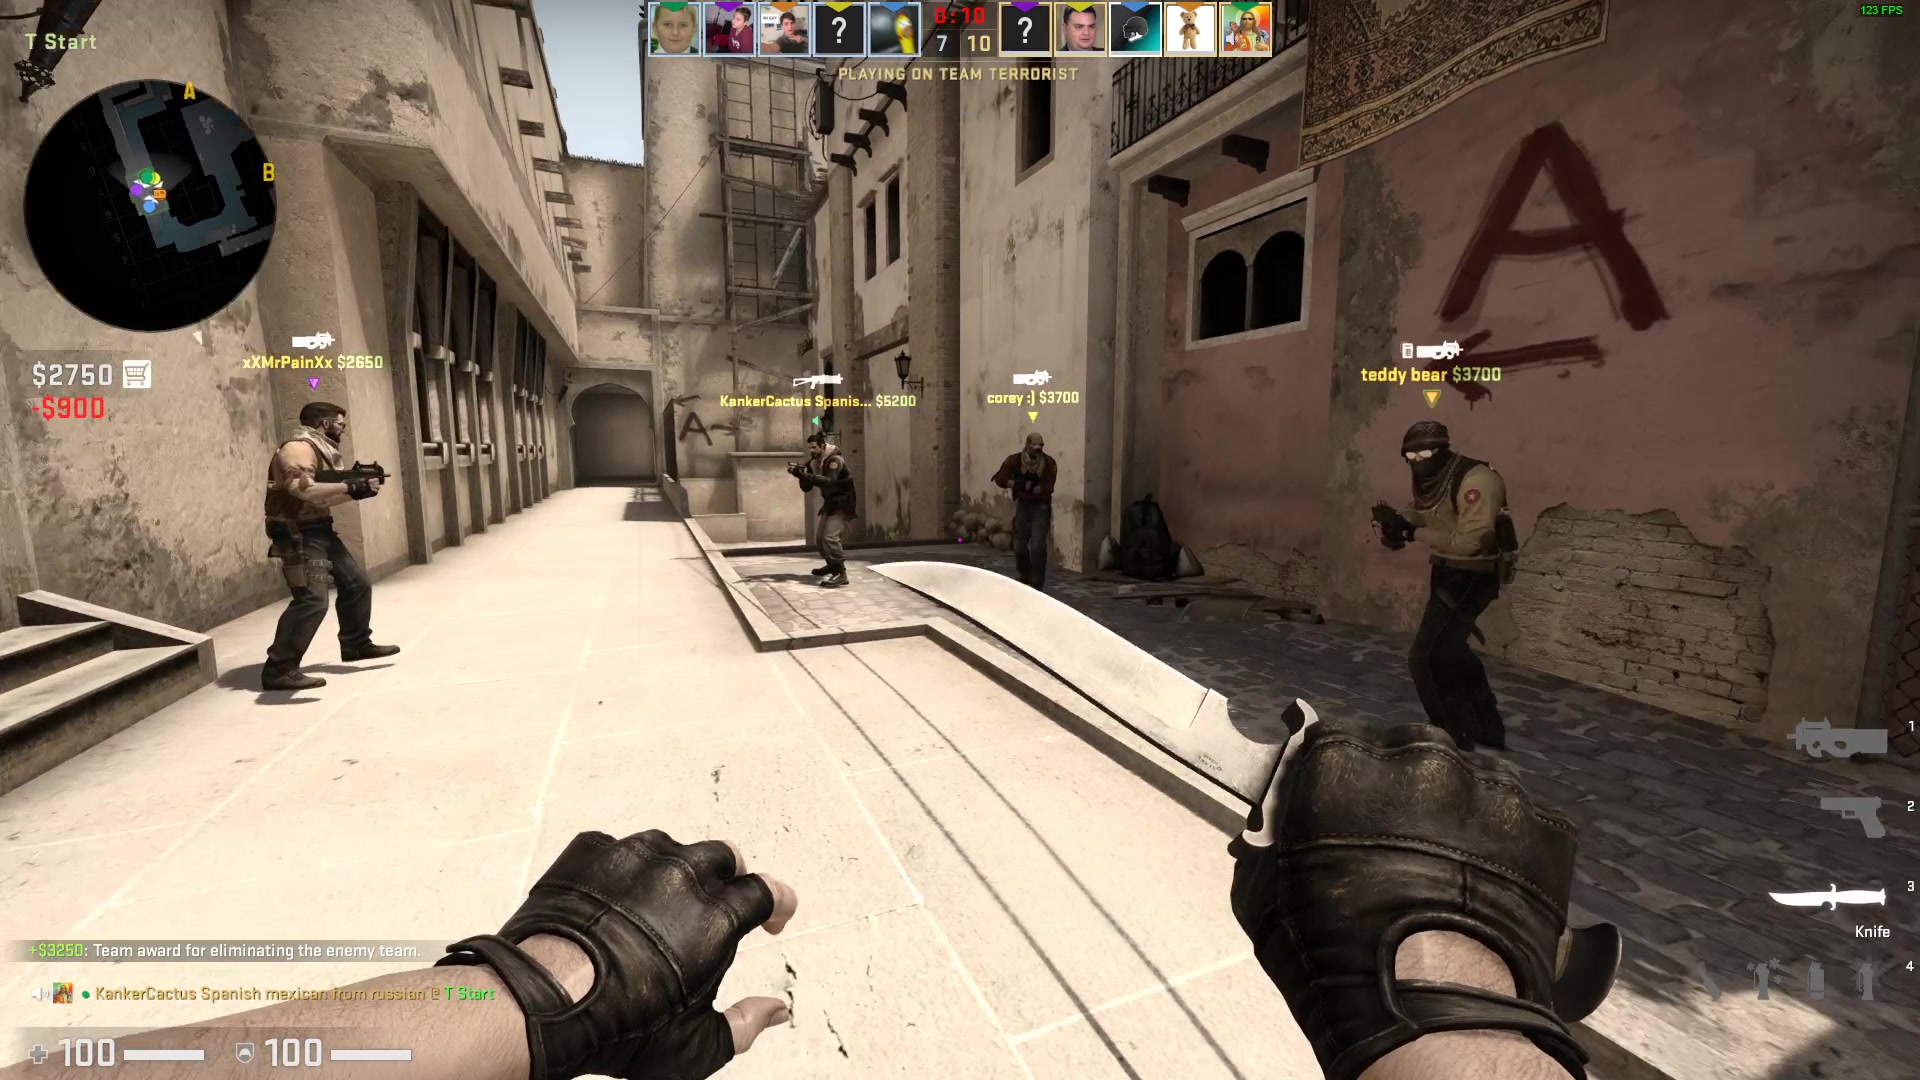 123 FPS
T Start
0:10
? ?
7 10
PLAYING ON TEAM TERRORIST
A
B
A
xXMrPainXx $2650
teddy bear $3700
$2750
KankerCactus Spanis... $5200
corey :] $3700
-$900
A
1
2
3
Knife
+$3250: Team award for eliminating the enemy team.
4
KankerCactus Spanish mexican from russian @ T Start
100 100